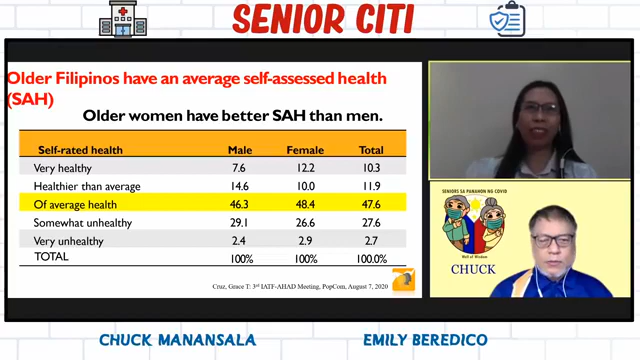 SENIOR CITI
Older Filipinos have an average self-assessed health
(SAH)
Older women have better SAH than men.
Self-rated health Male Female Total
Very healthy 7.6 12.2 10.3
Healthier than average 14.6 10.0 11.9
Of average health 46.3 48.4 47.6
Somewhat unhealthy 29.1 26.6 27.6
Very unhealthy 2.4 2.9 2.7
TOTAL 100% 100% 100.0%
Cruz, Grace T: 3rd IATF-AHAD Meeting, PopCom, August 7, 2020
SENIORS SA PANAHON NG COVID
Well of Wisdom
CHUCK
CHUCK MANANSALA
EMILY BEREDICO